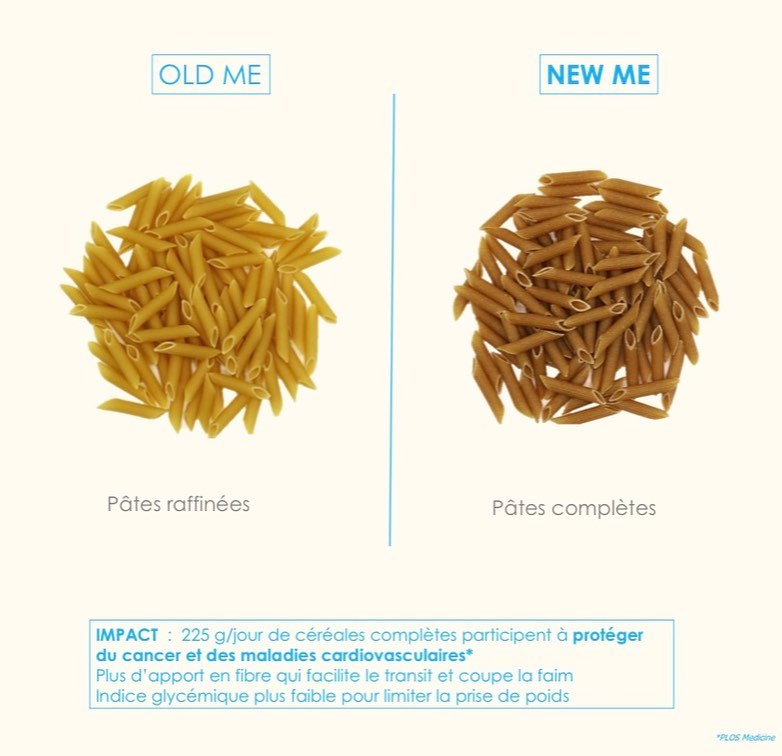 OLD ME
NEW ME
Pâtes raffinées
Pâtes complètes
IMPACT : 225 g/jour de céréales complètes participent à protéger
du cancer et des maladies cardiovasculaires*
Plus d’apport en fibre qui facilite le transit et coupe la faim
Indice glycémique plus faible pour limiter la prise de poids
*PLOS Medicine